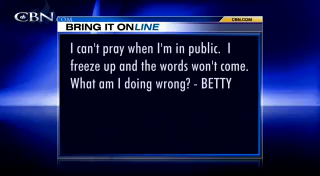 CBN.COM
CBN.COM
BRING IT ONLINE
I can't pray when I'm in public. I
freeze up and the words won't come.
What am I doing wrong? - BETTY